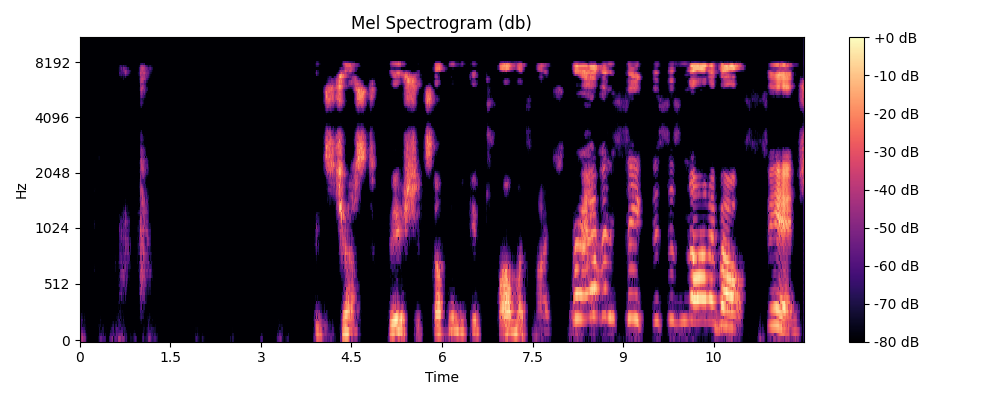 Mel Spectrogram (db)
8192
4096
2048
1024
512
0
Hz
0 1.5 3 4.5 6 7.5 9 10
Time
+0 dB
-10 dB
-20 dB
-30 dB
-40 dB
-50 dB
-60 dB
-70 dB
-80 dB